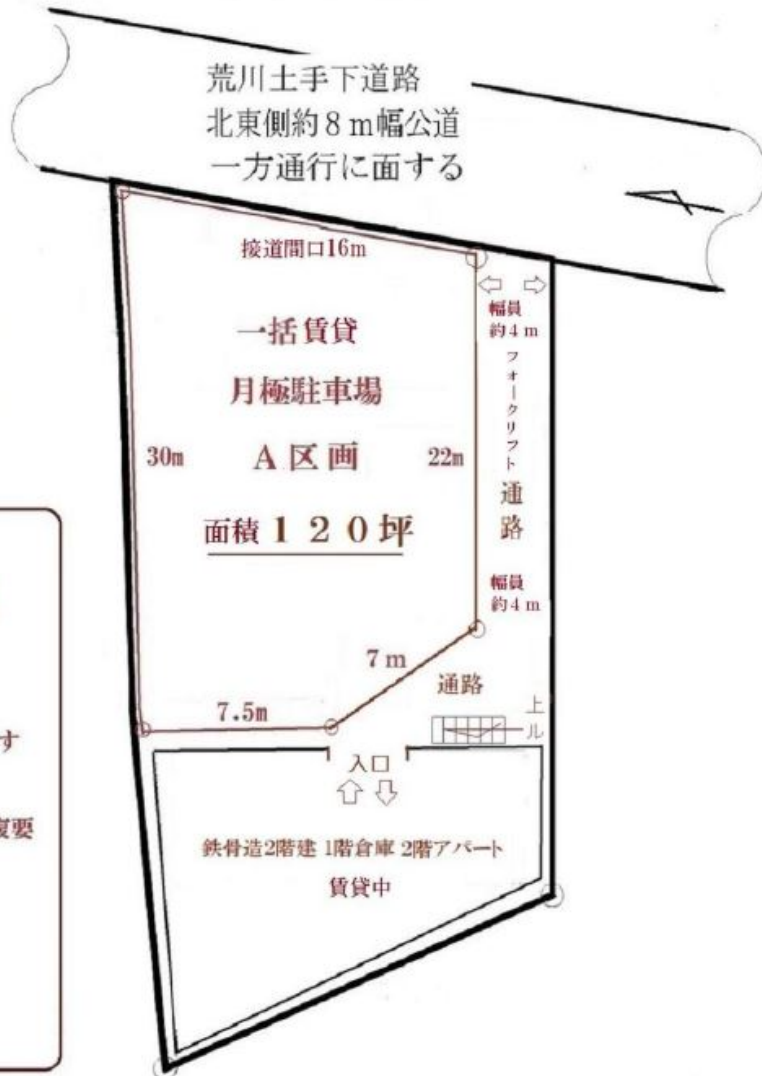 荒川土手下道路
北東側約8m幅公道
一方通行に面する
接道間口16m
幅員
約4m
一括賃貸
月極駐車場
A区画
面積120坪
30m
22m
フォークリフト
通路
幅員
約4m
7m
通路
7.5m
上ル
入口
鉄骨造2階建 1階倉庫 2階アパート
賃貸中
す
要